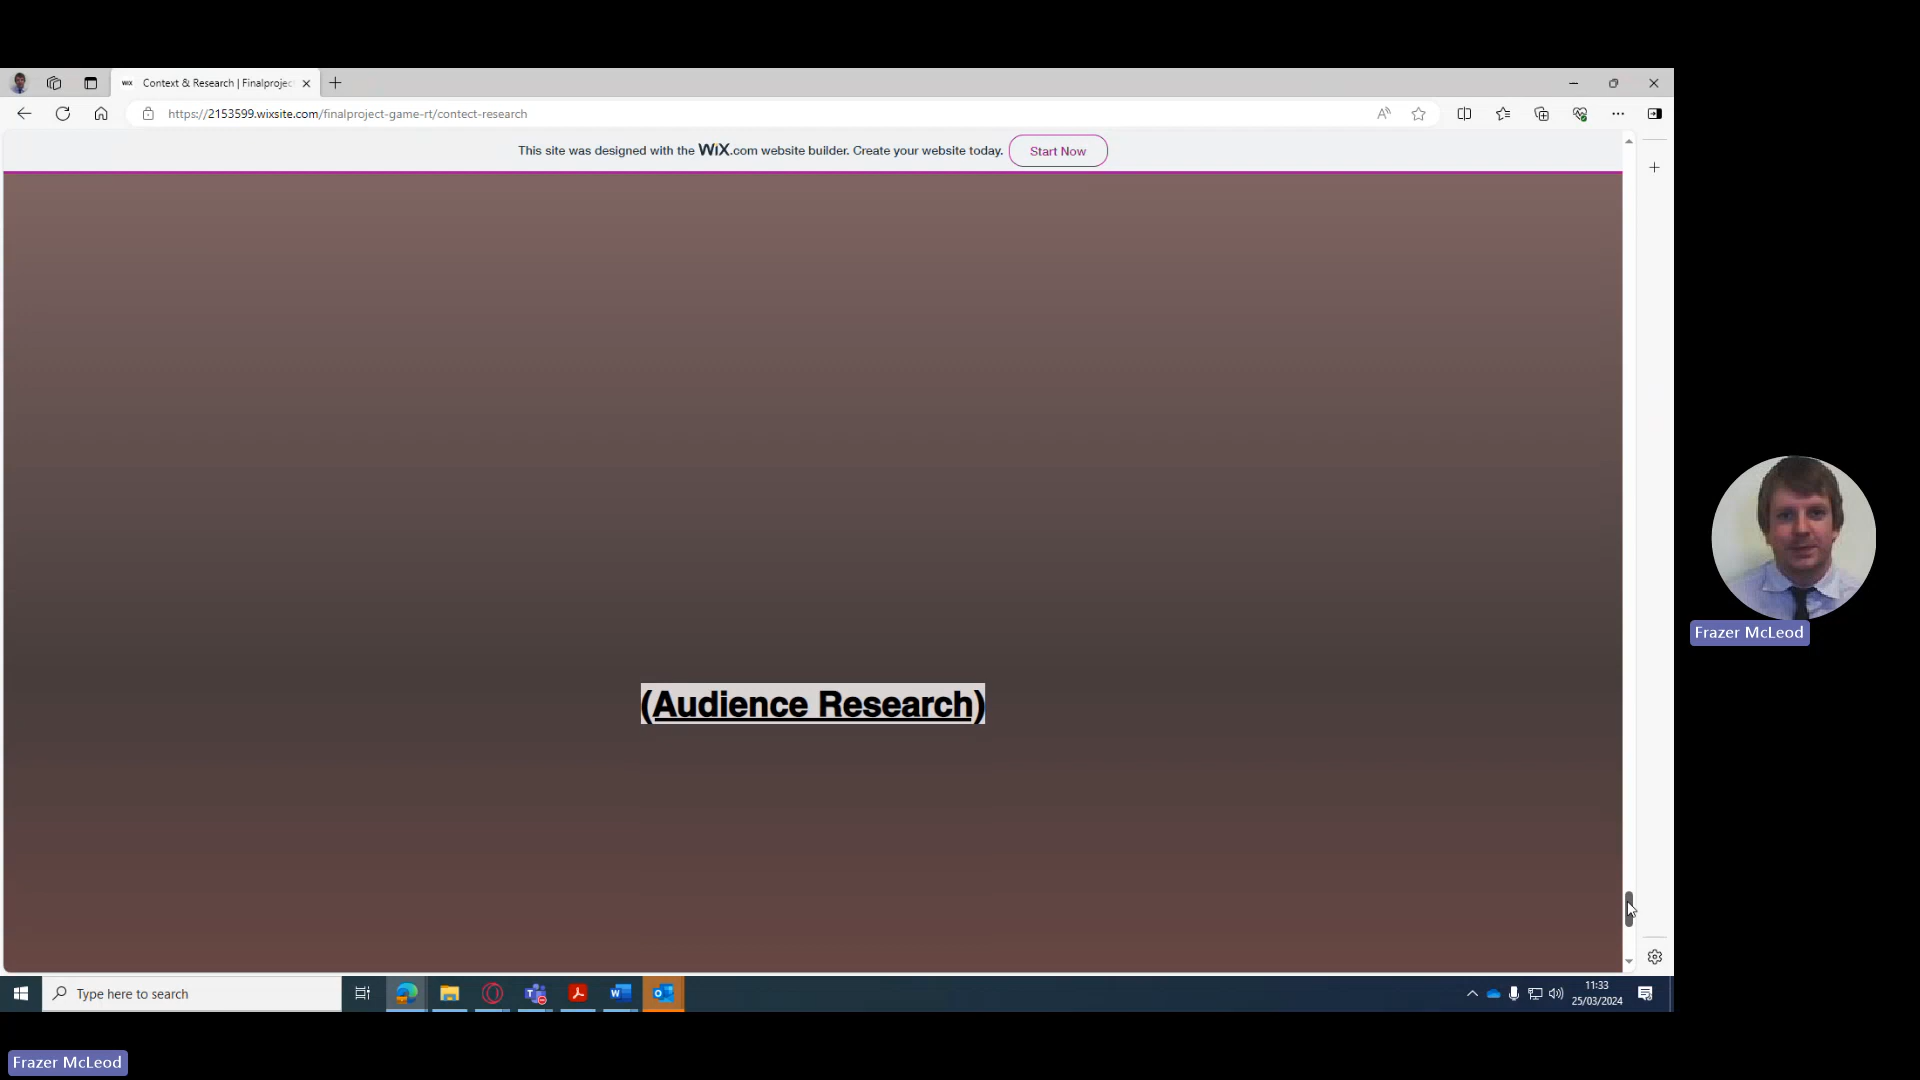 Context & Research | Finalprojec
https://2153599.wixsite.com/finalproject-game-rt/contect-research
This site was designed with the WiX.com website builder. Create your website today.
Start Now
(Audience Research)
Frazer McLeod
Type here to search
11:33
25/03/2024
Frazer McLeod